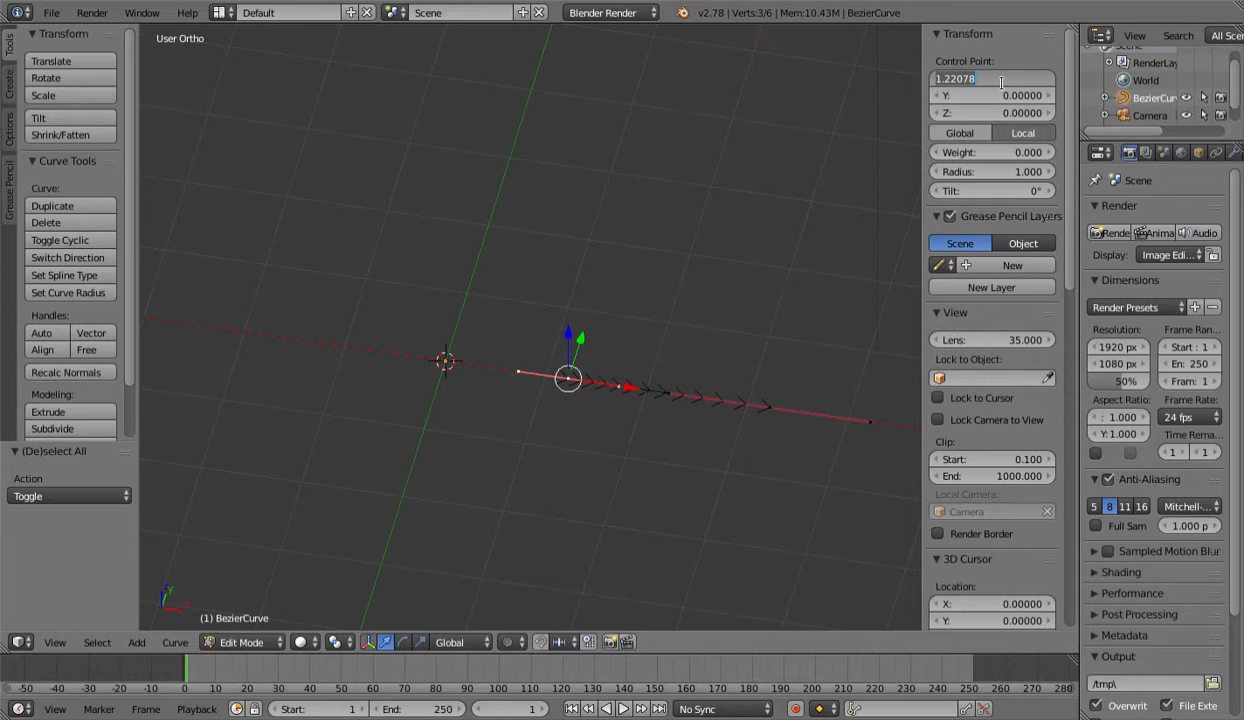 File Render Window Help Default Scene Blender Render v2.78 | Verts:3/6 | Mem:10.43M | BezierCurve
Tools
Create
Options
Grease Pencil
Transform
Translate
Rotate
Scale
Tilt
Shrink/Fatten
Curve Tools
Curve:
Duplicate
Delete
Toggle Cyclic
Switch Direction
Set Spline Type
Set Curve Radius
Handles:
Auto Vector
Align Free
Recalc Normals
Modeling:
Extrude
Subdivide
(De)select All
Action
Toggle
User Ortho
(1) BezierCurve
Transform
Control Point:
1.22078
Y: 0.00000
Z: 0.00000
Global Local
Weight: 0.000
Radius: 1.000
Tilt: 0°
Grease Pencil Layers
Scene Object
New
New Layer
View
Lens: 35.000
Lock to Object:
Lock to Cursor
Lock Camera to View
Clip:
Start: 0.100
End: 1000.000
Local Camera:
Camera
Render Border
3D Cursor
Location:
X: 0.00000
Y: 0.00000
View Search All Scen
Scene
RenderLay
World
BezierCur
Camera
Scene
Render
Rende Anima Audio
Display: Image Edi...
Dimensions
Render Presets
Resolution: Frame Ran...
1920 px Start : 1
1080 px En: 250
50% Fram: 1
Aspect Ratio: Frame Rate:
: 1.000 24 fps
Y: 1.000 Time Rema...
1 1
Anti-Aliasing
5 8 11 16 Mitchell-...
Full Sam 1.000 p
Sampled Motion Blur
Shading
Performance
Post Processing
Metadata
Output
/tmp\
Overwrit File Exte
View Select Add Curve Edit Mode Global
-50 -40 -30 -20 -10 0 10 20 30 40 50 60 70 80 90 100 110 120 130 140 150 160 170 180 190 200 210 220 230 240 250 260 270 280
View Marker Frame Playback Start: 1 End: 250 1 No Sync